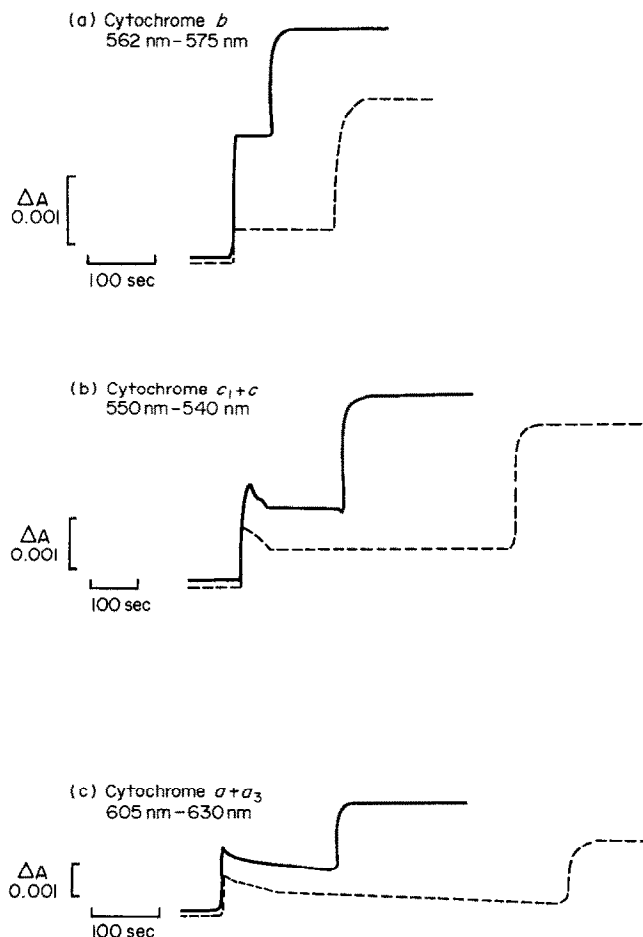 (a) Cytochrome b
562 nm – 575 nm
ΔA
0.001
100 sec
(b) Cytochrome c₁ + c
550 nm – 540 nm
ΔA
0.001
100 sec
(c) Cytochrome a + a₃
605 nm – 630 nm
ΔA
0.001
100 sec